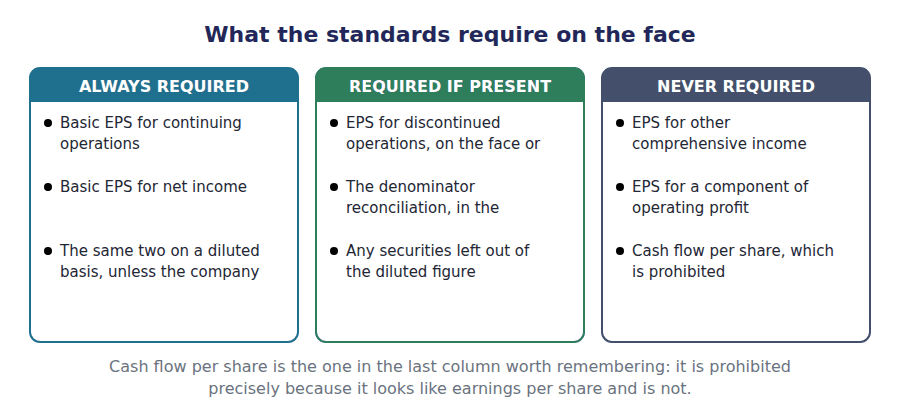 What the standards require on the face
ALWAYS REQUIRED
Basic EPS for continuing
operations
Basic EPS for net income
The same two on a diluted
basis, unless the company
REQUIRED IF PRESENT
EPS for discontinued
operations, on the face or
The denominator
reconciliation, in the
Any securities left out of
the diluted figure
NEVER REQUIRED
EPS for other
comprehensive income
EPS for a component of
operating profit
Cash flow per share, which
is prohibited
Cash flow per share is the one in the last column worth remembering: it is prohibited
precisely because it looks like earnings per share and is not.